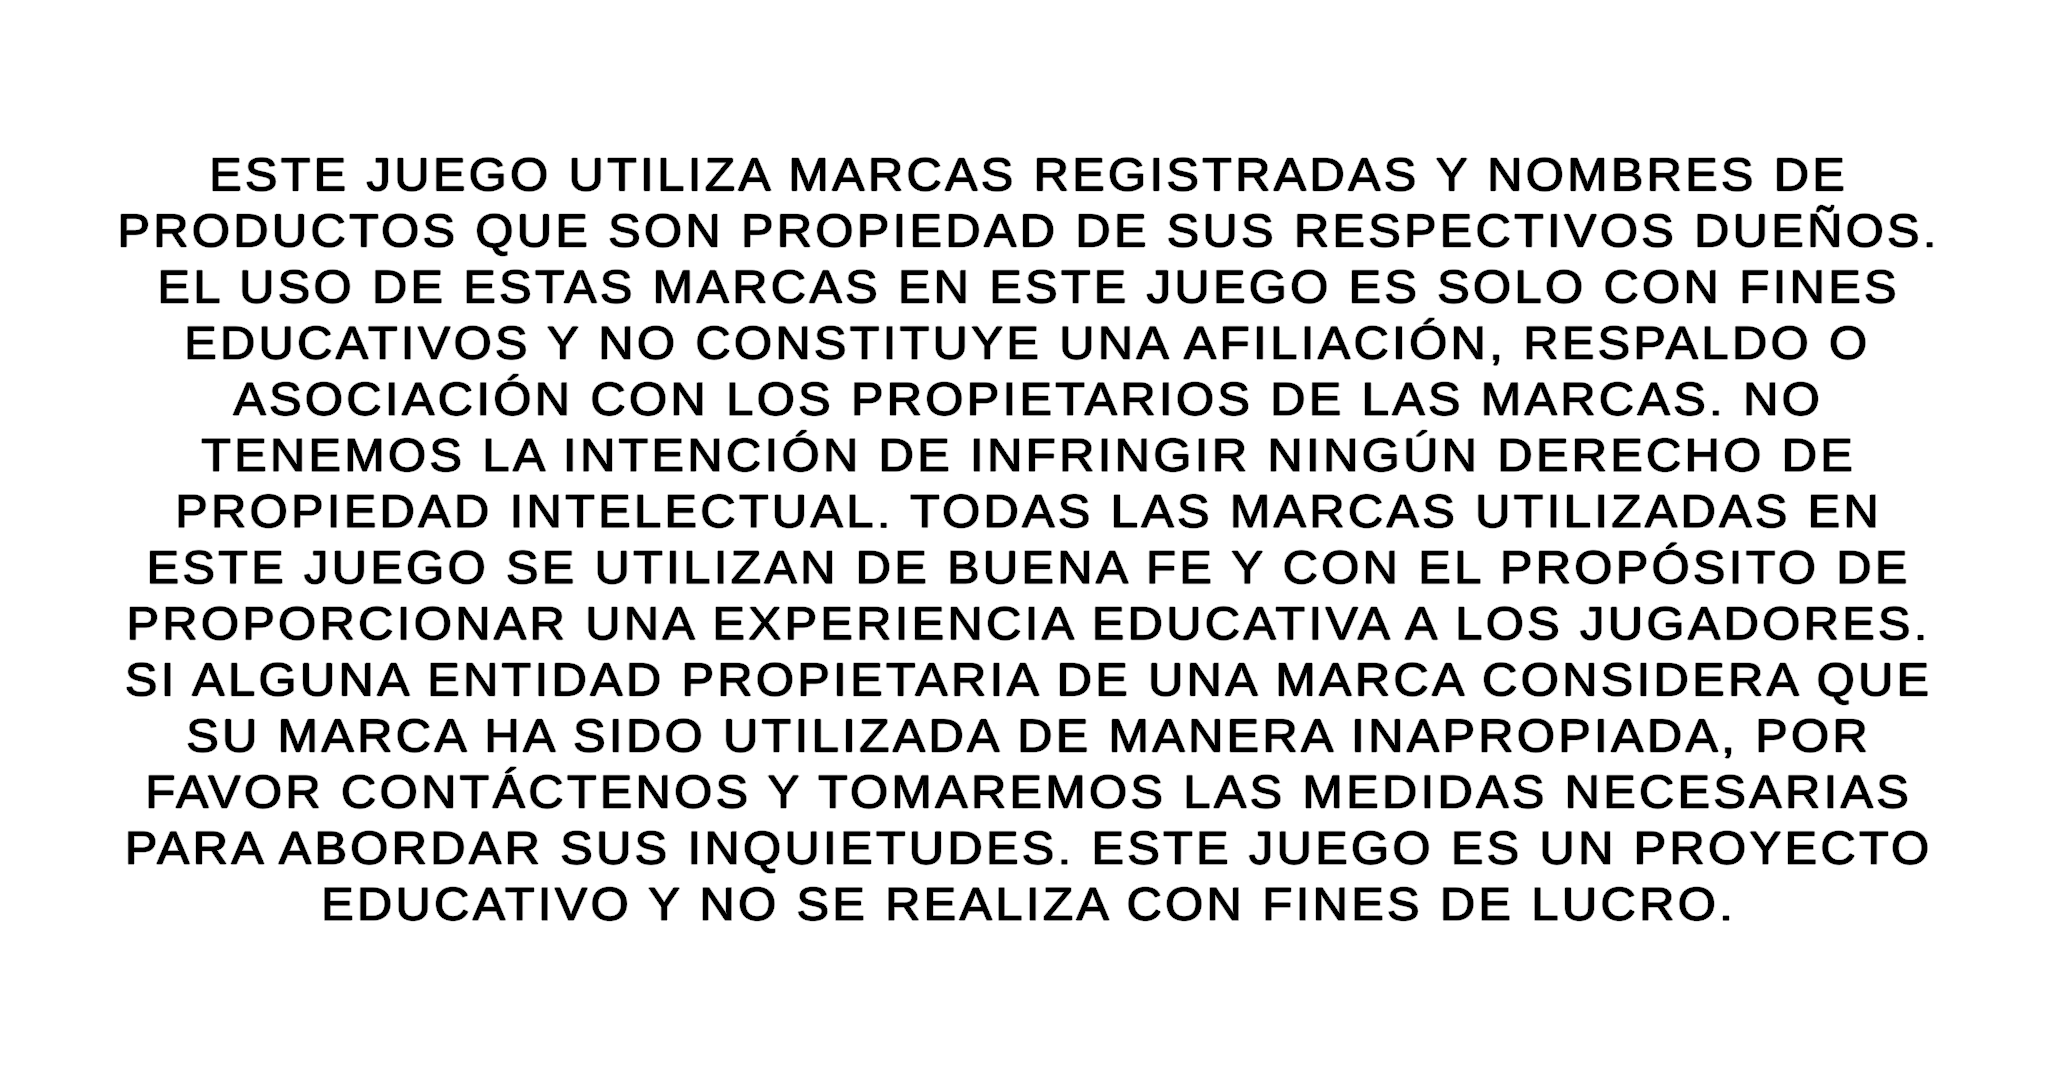 ESTE JUEGO UTILIZA MARCAS REGISTRADAS Y NOMBRES DE
PRODUCTOS QUE SON PROPIEDAD DE SUS RESPECTIVOS DUEÑOS.
EL USO DE ESTAS MARCAS EN ESTE JUEGO ES SOLO CON FINES
EDUCATIVOS Y NO CONSTITUYE UNA AFILIACIÓN, RESPALDO O
ASOCIACIÓN CON LOS PROPIETARIOS DE LAS MARCAS. NO
TENEMOS LA INTENCIÓN DE INFRINGIR NINGÚN DERECHO DE
PROPIEDAD INTELECTUAL. TODAS LAS MARCAS UTILIZADAS EN
ESTE JUEGO SE UTILIZAN DE BUENA FE Y CON EL PROPÓSITO DE
PROPORCIONAR UNA EXPERIENCIA EDUCATIVA A LOS JUGADORES.
SI ALGUNA ENTIDAD PROPIETARIA DE UNA MARCA CONSIDERA QUE
SU MARCA HA SIDO UTILIZADA DE MANERA INAPROPIADA, POR
FAVOR CONTÁCTENOS Y TOMAREMOS LAS MEDIDAS NECESARIAS
PARA ABORDAR SUS INQUIETUDES. ESTE JUEGO ES UN PROYECTO
EDUCATIVO Y NO SE REALIZA CON FINES DE LUCRO.